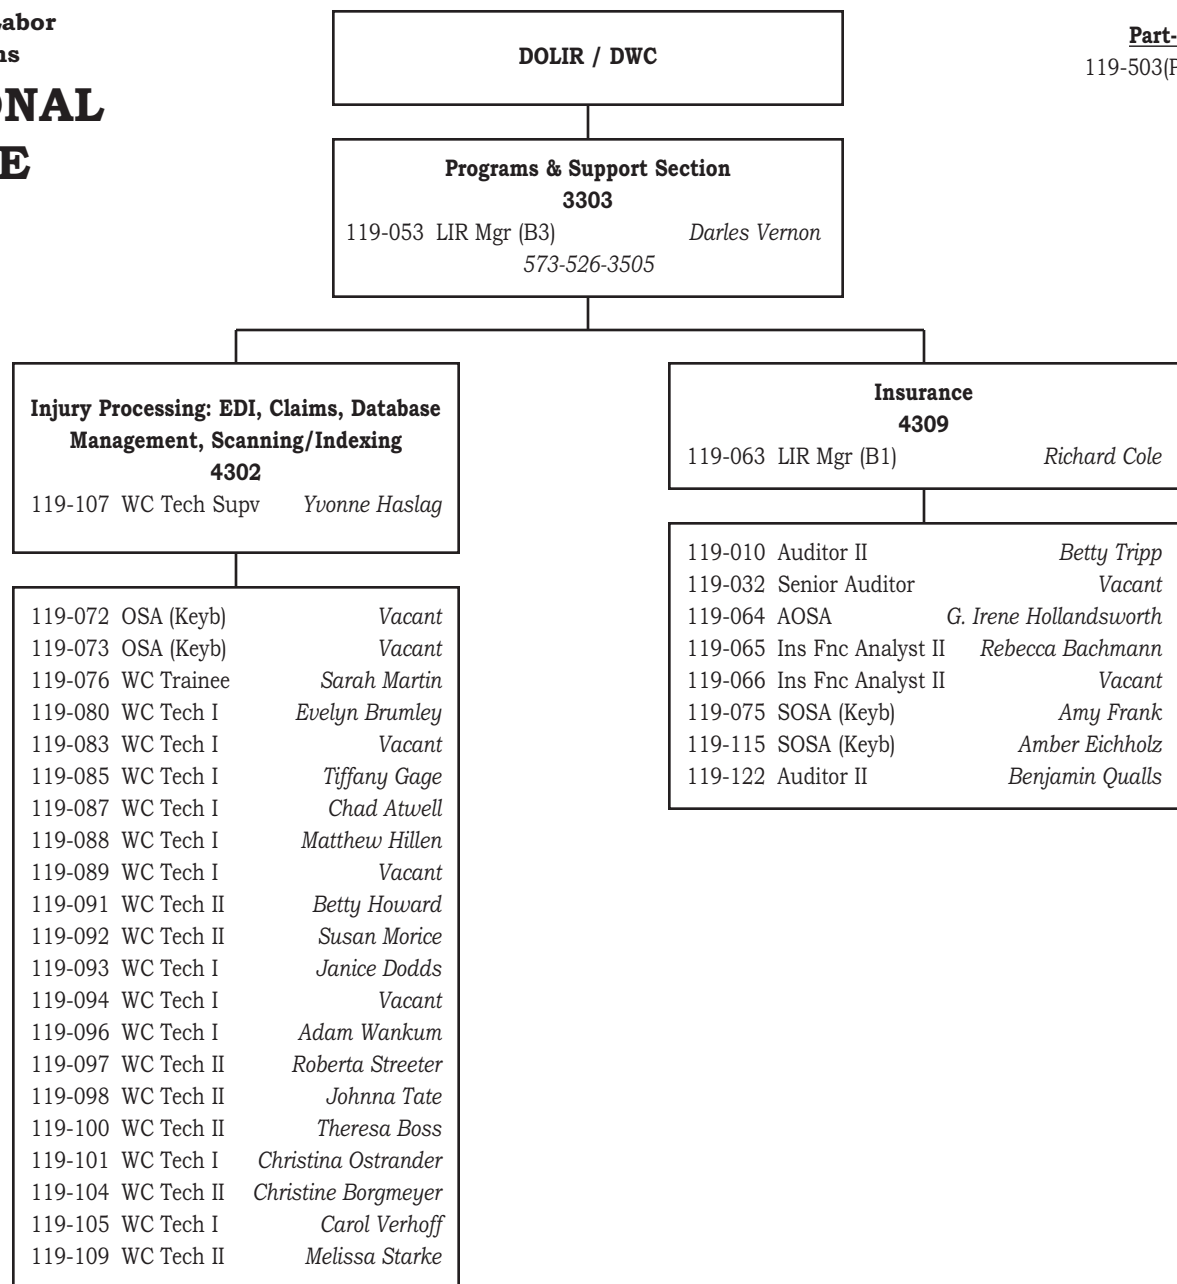 Labor
ns
ONAL
E
DOLIR / DWC
Part-
119-503(P
Programs & Support Section
3303
119-053 LIR Mgr (B3) Darles Vernon
573-526-3505
Injury Processing: EDI, Claims, Database
Management, Scanning/Indexing
4302
119-107 WC Tech Supv Yvonne Haslag
119-072 OSA (Keyb) Vacant
119-073 OSA (Keyb) Vacant
119-076 WC Trainee Sarah Martin
119-080 WC Tech I Evelyn Brumley
119-083 WC Tech I Vacant
119-085 WC Tech I Tiffany Gage
119-087 WC Tech I Chad Atwell
119-088 WC Tech I Matthew Hillen
119-089 WC Tech I Vacant
119-091 WC Tech II Betty Howard
119-092 WC Tech II Susan Morice
119-093 WC Tech I Janice Dodds
119-094 WC Tech I Vacant
119-096 WC Tech I Adam Wankum
119-097 WC Tech II Roberta Streeter
119-098 WC Tech II Johnna Tate
119-100 WC Tech II Theresa Boss
119-101 WC Tech I Christina Ostrander
119-104 WC Tech II Christine Borgmeyer
119-105 WC Tech I Carol Verhoff
119-109 WC Tech II Melissa Starke
Insurance
4309
119-063 LIR Mgr (B1) Richard Cole
119-010 Auditor II Betty Tripp
119-032 Senior Auditor Vacant
119-064 AOSA G. Irene Hollandsworth
119-065 Ins Fnc Analyst II Rebecca Bachmann
119-066 Ins Fnc Analyst II Vacant
119-075 SOSA (Keyb) Amy Frank
119-115 SOSA (Keyb) Amber Eichholz
119-122 Auditor II Benjamin Qualls